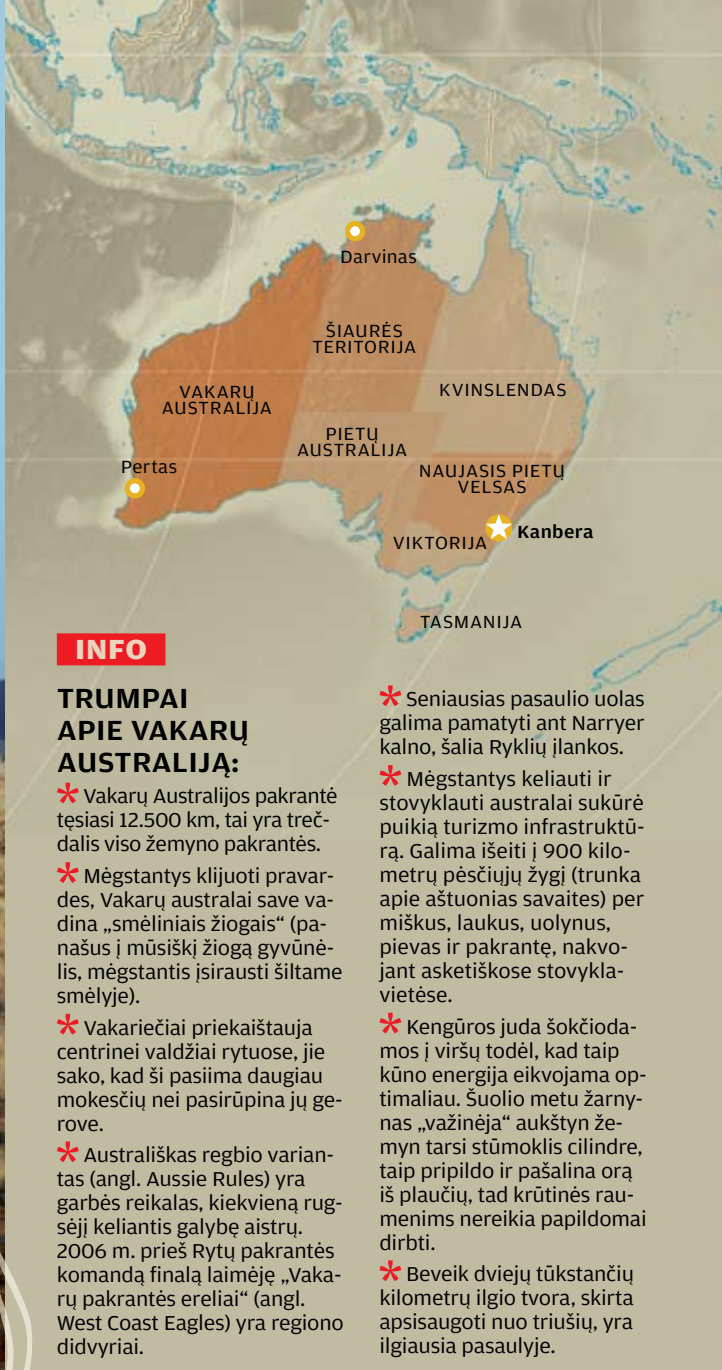 Darvinas
ŠIAURĖS
TERITORIJA
VAKARŲ
AUSTRALIJA
KVINSLENDAS
PIETŲ
AUSTRALIJA
Pertas
NAUJASIS PIETŲ
VELSAS
VIKTORIJA
Kanbera
TASMANIJA
INFO
TRUMPAI
APIE VAKARŲ
AUSTRALIJĄ:
* Vakarų Australijos pakrantė
tęsiasi 12.500 km, tai yra treč-
dalis viso žemyno pakrantės.
* Mėgstantys klijuoti pravar-
des, Vakarų australai save va-
dina „smėliniais žiogais“ (pa-
našus į mūsiškį žiogą gyvūnė-
lis, mėgstantis įsirausti šiltame
smėlyje).
* Vakariečiai priekaištauja
centrinei valdžiai rytuose, jie
sako, kad ši pasiima daugiau
mokesčių nei pasirūpina jų ge-
rove.
* Australiškas regbio varian-
tas (angl. Aussie Rules) yra
garbės reikalas, kiekvieną rug-
sėjį keliantis galybę aistrų.
2006 m. prieš Rytų pakrantės
komandą finalą laimėję „Vaka-
rų pakrantės ereliai“ (angl.
West Coast Eagles) yra regiono
didvyriai.
* Seniausias pasaulio uolas
galima pamatyti ant Narryer
kalno, šalia Ryklių įlankos.
* Mėgstantys keliauti ir
stovyklauti australai sukūrė
puikią turizmo infrastruktū-
rą. Galima išeiti į 900 kilo-
metrų pėsčiųjų žygį (trunka
apie aštuonias savaites) per
miškus, laukus, uolynus,
pievas ir pakrantę, nakvo-
jant asketiškose stovykla-
vietėse.
* Kengūros juda šokčioda-
mos į viršų todėl, kad taip
kūno energija eikvojama op-
timaliau. Šuolio metu žarny-
nas „važinėja“ aukštyn že-
myn tarsi stūmoklis cilindre,
taip pripildo ir pašalina orą
iš plaučių, tad krūtinės rau-
menims nereikia papildomai
dirbti.
* Beveik dviejų tūkstančių
kilometrų ilgio tvora, skirta
apsisaugoti nuo triušių, yra
ilgiausia pasaulyje.